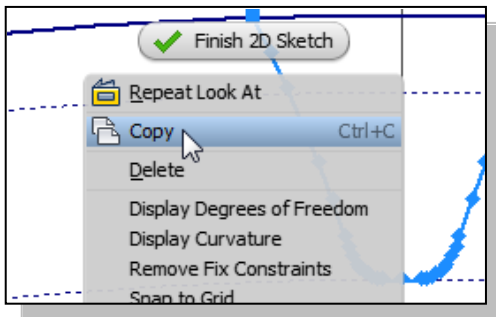 Finish 2D Sketch
Repeat Look At
Copy Ctrl+C
Delete
Display Degrees of Freedom
Display Curvature
Remove Fix Constraints
Snap to Grid